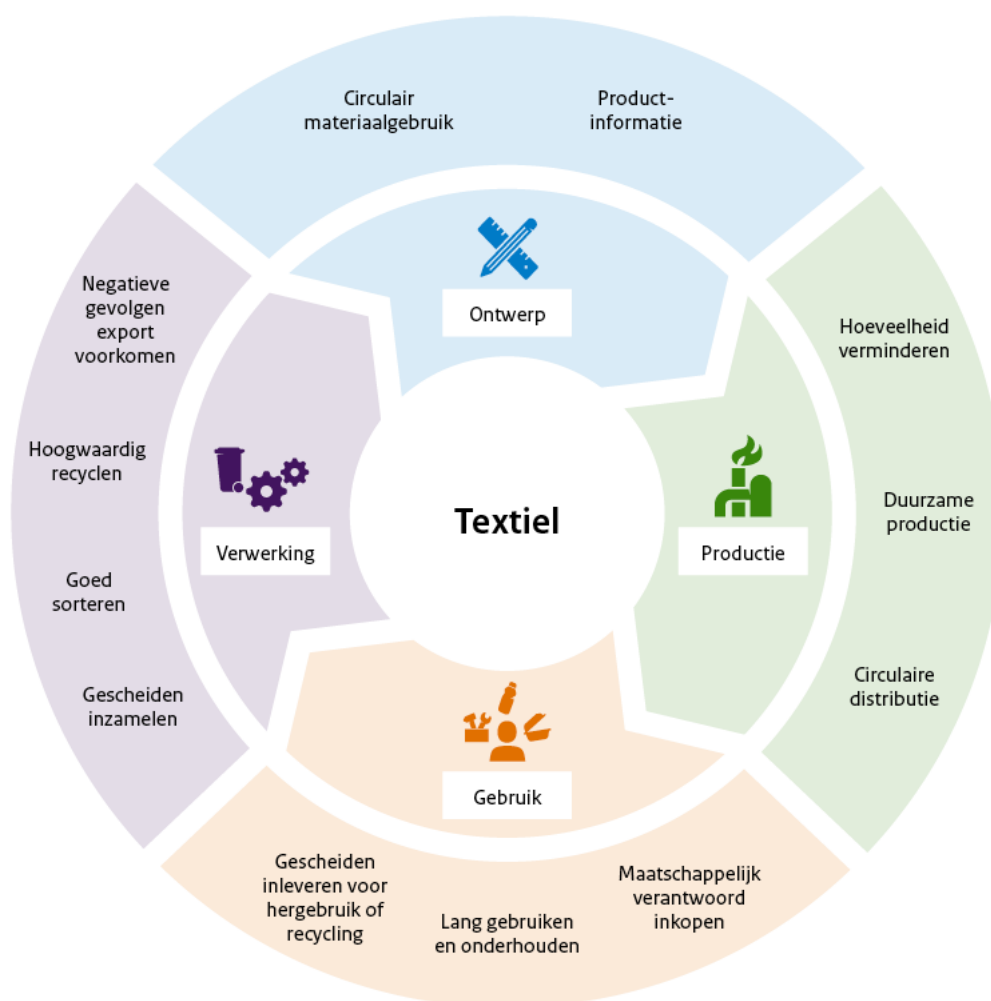 Circulair
materiaalgebruik
Product-
informatie
Ontwerp
Negatieve
gevolgen
export
voorkomen
Hoogwaardig
recyclen
Goed
sorteren
Gescheiden
inzamelen
Verwerking
Textiel
Productie
Hoeveelheid
verminderen
Duurzame
productie
Circulaire
distributie
Gebruik
Gescheiden
inleveren voor
hergebruik of
recycling
Lang gebruiken
en onderhouden
Maatschappelijk
verantwoord
inkopen